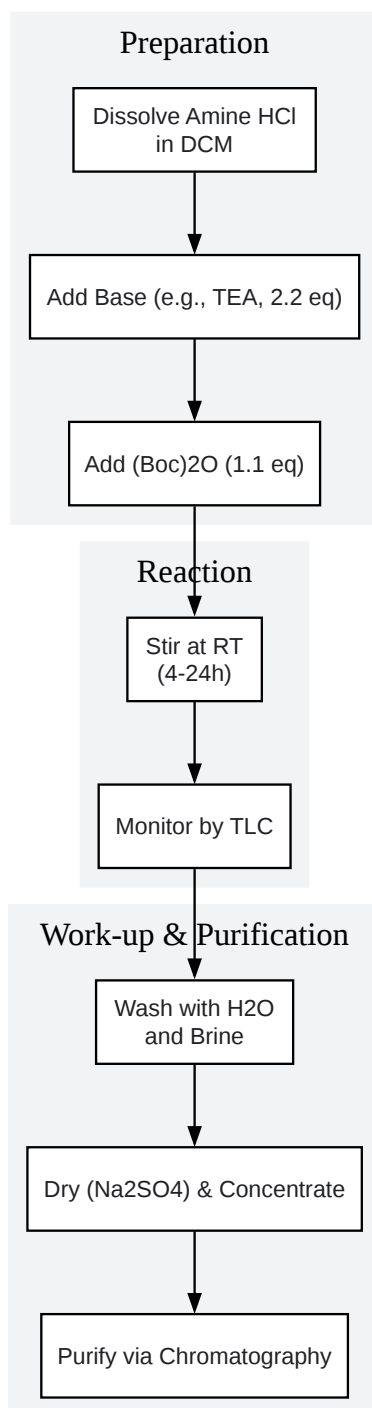 Preparation
Dissolve Amine HCl
in DCM
Add Base (e.g., TEA, 2.2 eq)
Add (Boc)2O (1.1 eq)
Reaction
Stir at RT
(4-24h)
Monitor by TLC
Work-up & Purification
Wash with H2O
and Brine
Dry (Na2SO4) & Concentrate
Purify via Chromatography